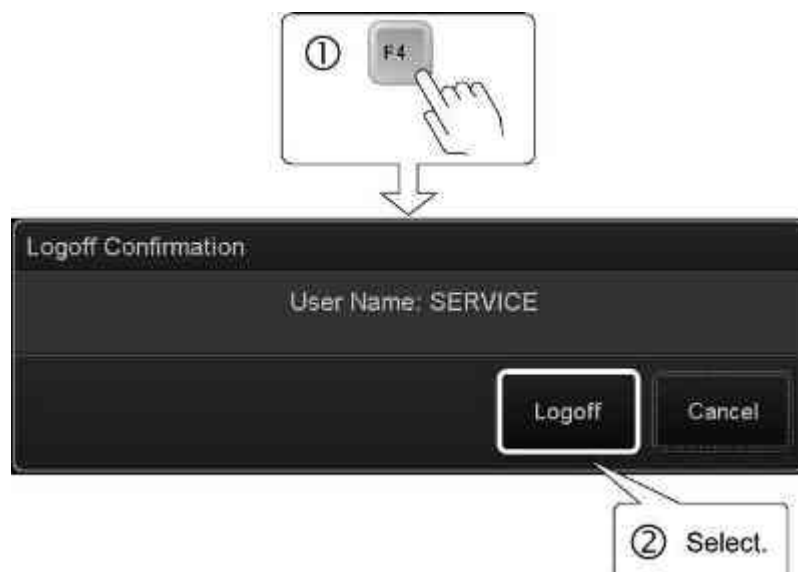 ① F4
Logoff Confirmation
User Name: SERVICE
Logoff Cancel
② Select.